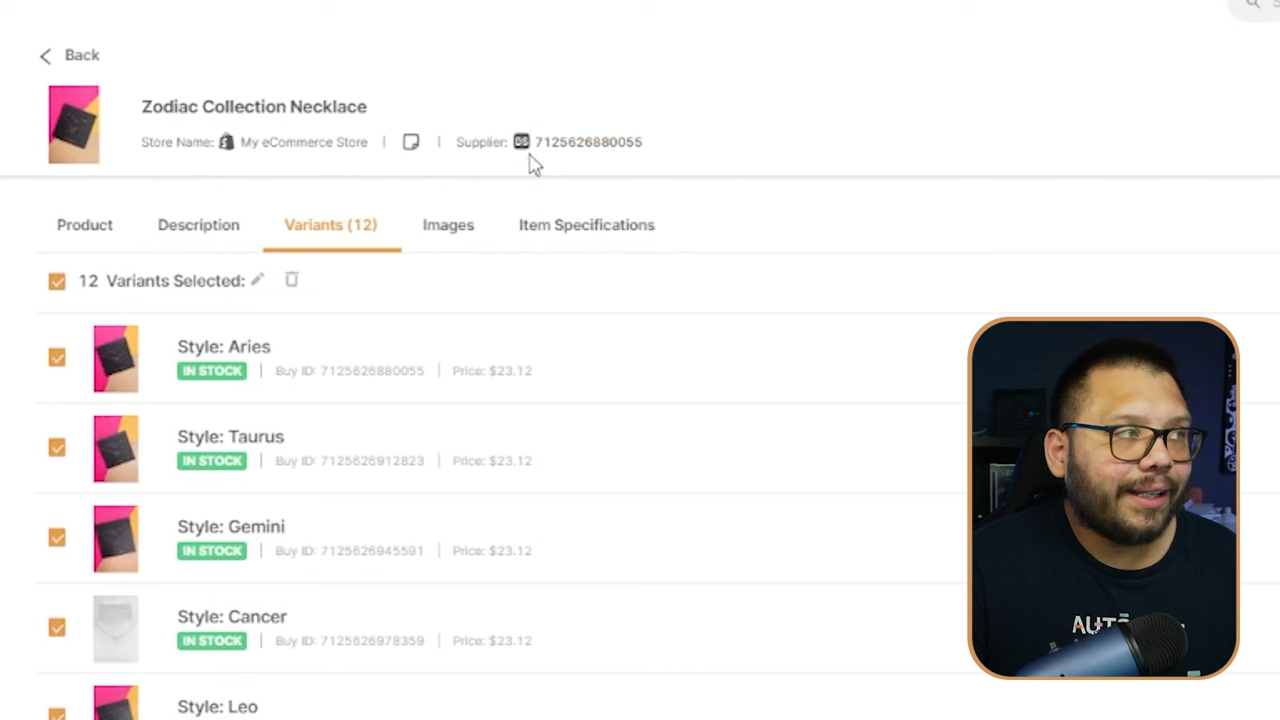 Back
Zodiac Collection Necklace
Store Name: My eCommerce Store | | Supplier: 7125626880055
Product Description Variants (12) Images Item Specifications
12 Variants Selected:
Style: Aries
IN STOCK | Buy ID: 7125626880055 | Price: $23.12
Style: Taurus
IN STOCK | Buy ID: 7125626912823 | Price: $23.12
Style: Gemini
IN STOCK | Buy ID: 7125626945591 | Price: $23.12
Style: Cancer
IN STOCK | Buy ID: 7125626978359 | Price: $23.12
Style: Leo